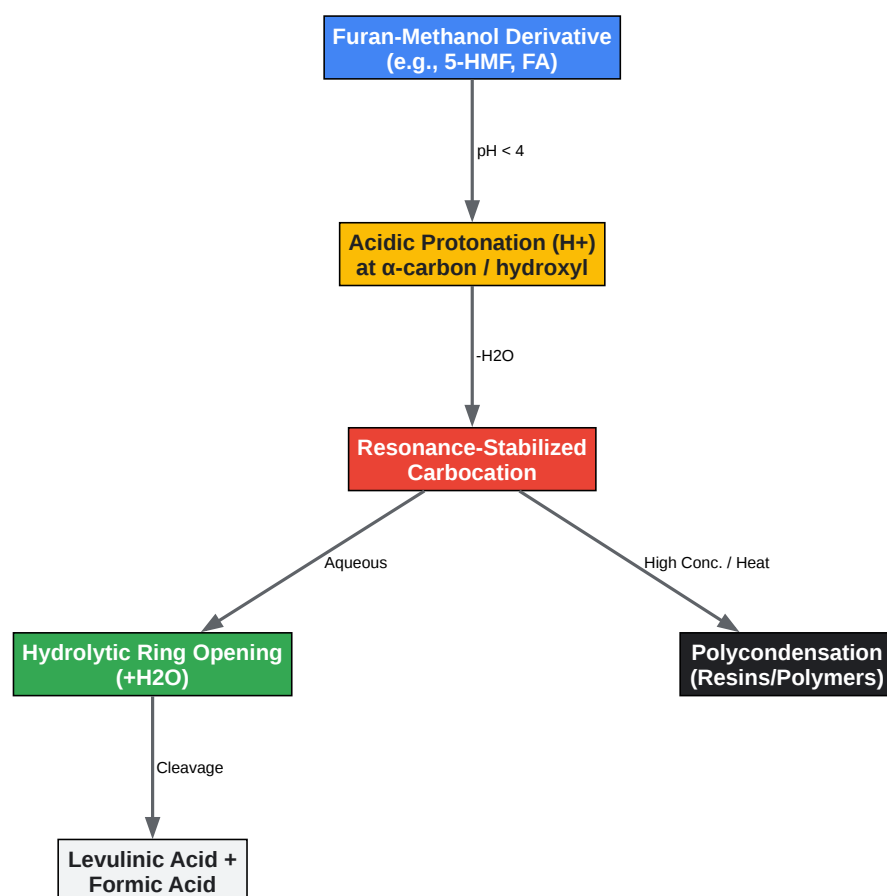 Furan-Methanol Derivative
(e.g., 5-HMF, FA)
pH < 4
Acidic Protonation (H+)
at α-carbon / hydroxyl
-H2O
Resonance-Stabilized
Carbocation
Aqueous
High Conc. / Heat
Hydrolytic Ring Opening
(+H2O)
Polycondensation
(Resins/Polymers)
Cleavage
Levulinic Acid +
Formic Acid